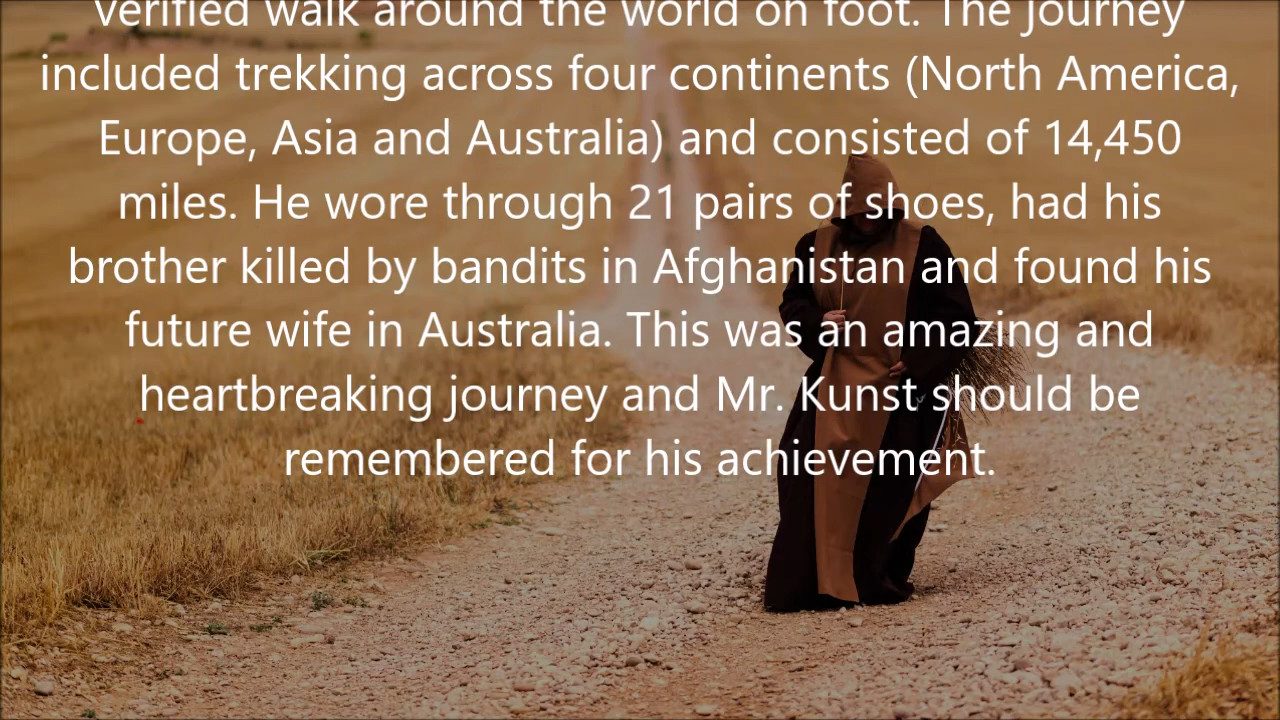 verified walk around the world on foot. The journey
included trekking across four continents (North America,
Europe, Asia and Australia) and consisted of 14,450
miles. He wore through 21 pairs of shoes, had his
brother killed by bandits in Afghanistan and found his
future wife in Australia. This was an amazing and
heartbreaking journey and Mr. Kunst should be
remembered for his achievement.